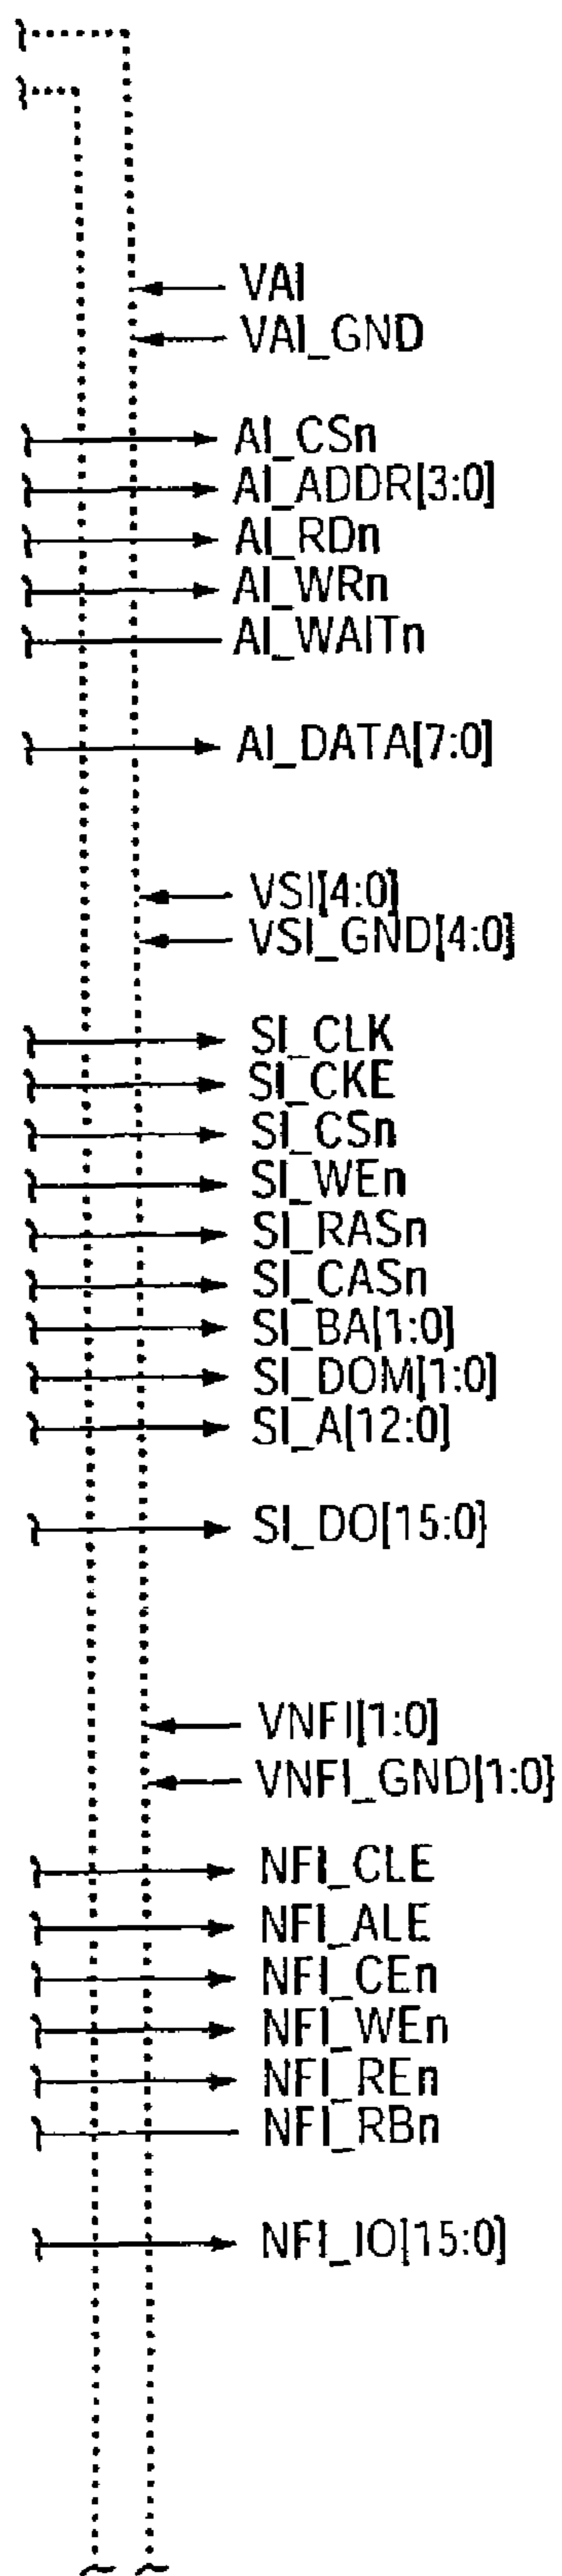 VAI
VAI_GND
AI_CSn
AI_ADDR[3:0]
AI_RDn
AI_WRn
AI_WAITn
AI_DATA[7:0]
VSI[4:0]
VSI_GND[4:0]
SI_CLK
SI_CKE
SI_CSn
SI_WEn
SI_RASn
SI_CASn
SI_BA[1:0]
SI_DOM[1:0]
SI_A[12:0]
SI_DO[15:0}
VNFI[1:0]
VNFI_GND[1:0}
NFI_CLE
NFI_ALE
NFI_CEn
NFI_WEn
NFI_REn
NFI_RBn
NFI_IO[15:0]